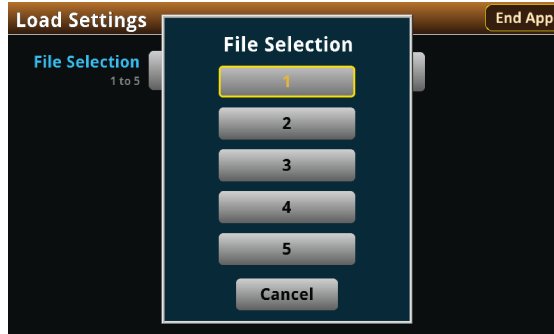 Load Settings
End App
File Selection
File Selection
1 to 5
1
2
3
4
5
Cancel